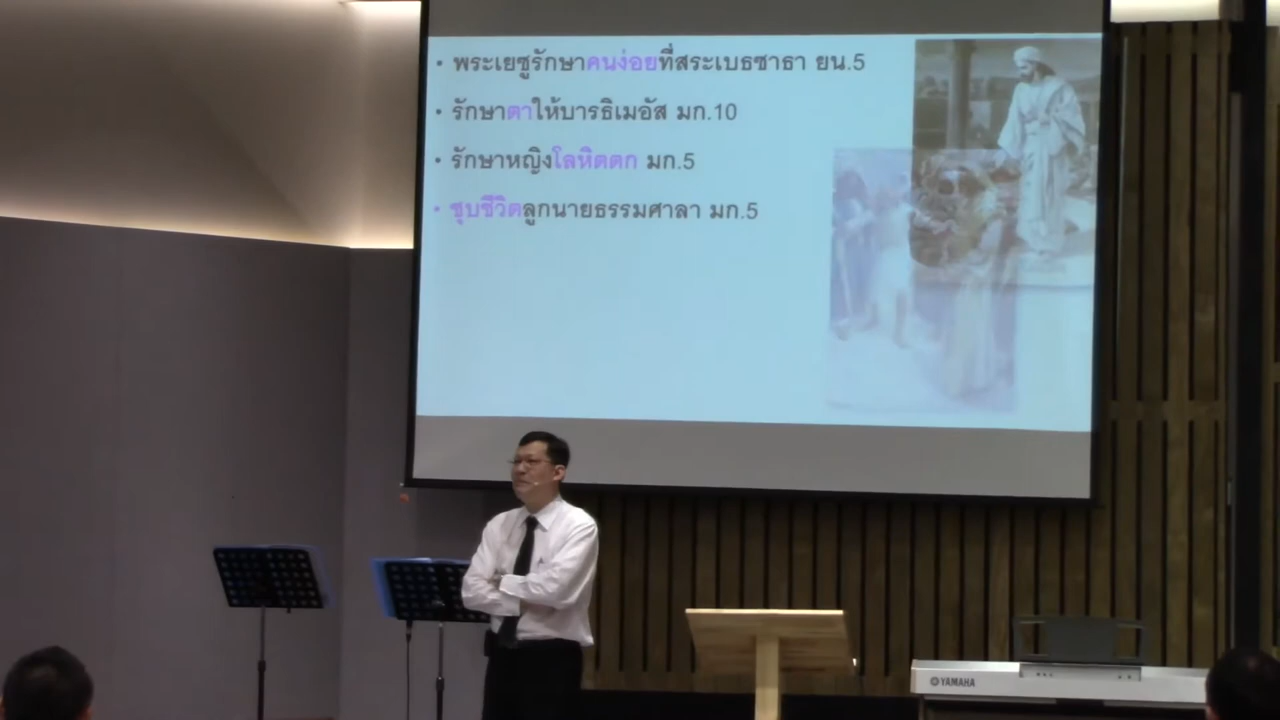 • พระเยซูรักษาคนง่อยที่สระเบธซาธา ยน.5
• รักษาตาให้บารธิเมอัส มก.10
• รักษาหญิงโลหิตตก มก.5
• ชุบชีวิตลูกนายธรรมศาลา มก.5
YAMAHA